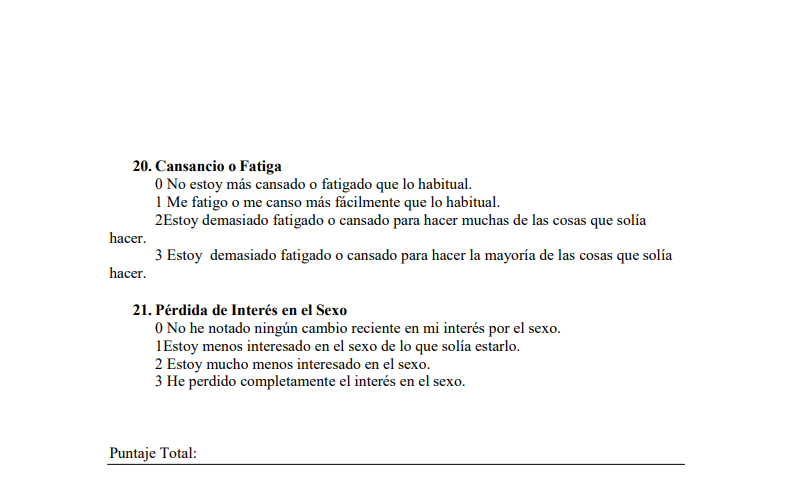 20. Cansancio o Fatiga
0 No estoy más cansado o fatigado que lo habitual.
1 Me fatigo o me canso más fácilmente que lo habitual.
2Estoy demasiado fatigado o cansado para hacer muchas de las cosas que solía
hacer.
3 Estoy  demasiado fatigado o cansado para hacer la mayoría de las cosas que solía
hacer.
21. Pérdida de Interés en el Sexo
0 No he notado ningún cambio reciente en mi interés por el sexo.
1Estoy menos interesado en el sexo de lo que solía estarlo.
2 Estoy mucho menos interesado en el sexo.
3 He perdido completamente el interés en el sexo.
Puntaje Total: